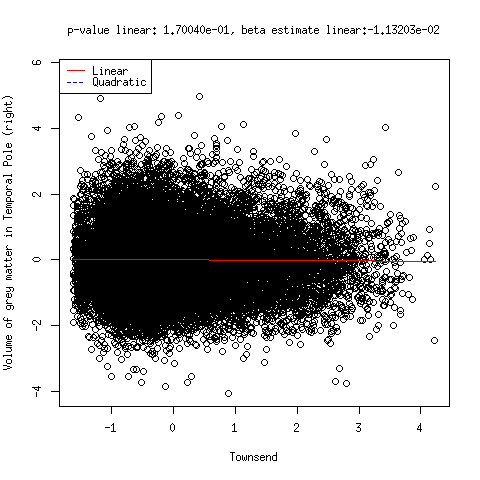 p-value linear: 1.70040e-01, beta estimate linear:-1.13203e-02
Linear
Quadratic
Volume of grey matter in Temporal Pole (right)
6
4
2
0
-2
-4
-1
0
1
2
3
4
Townsend